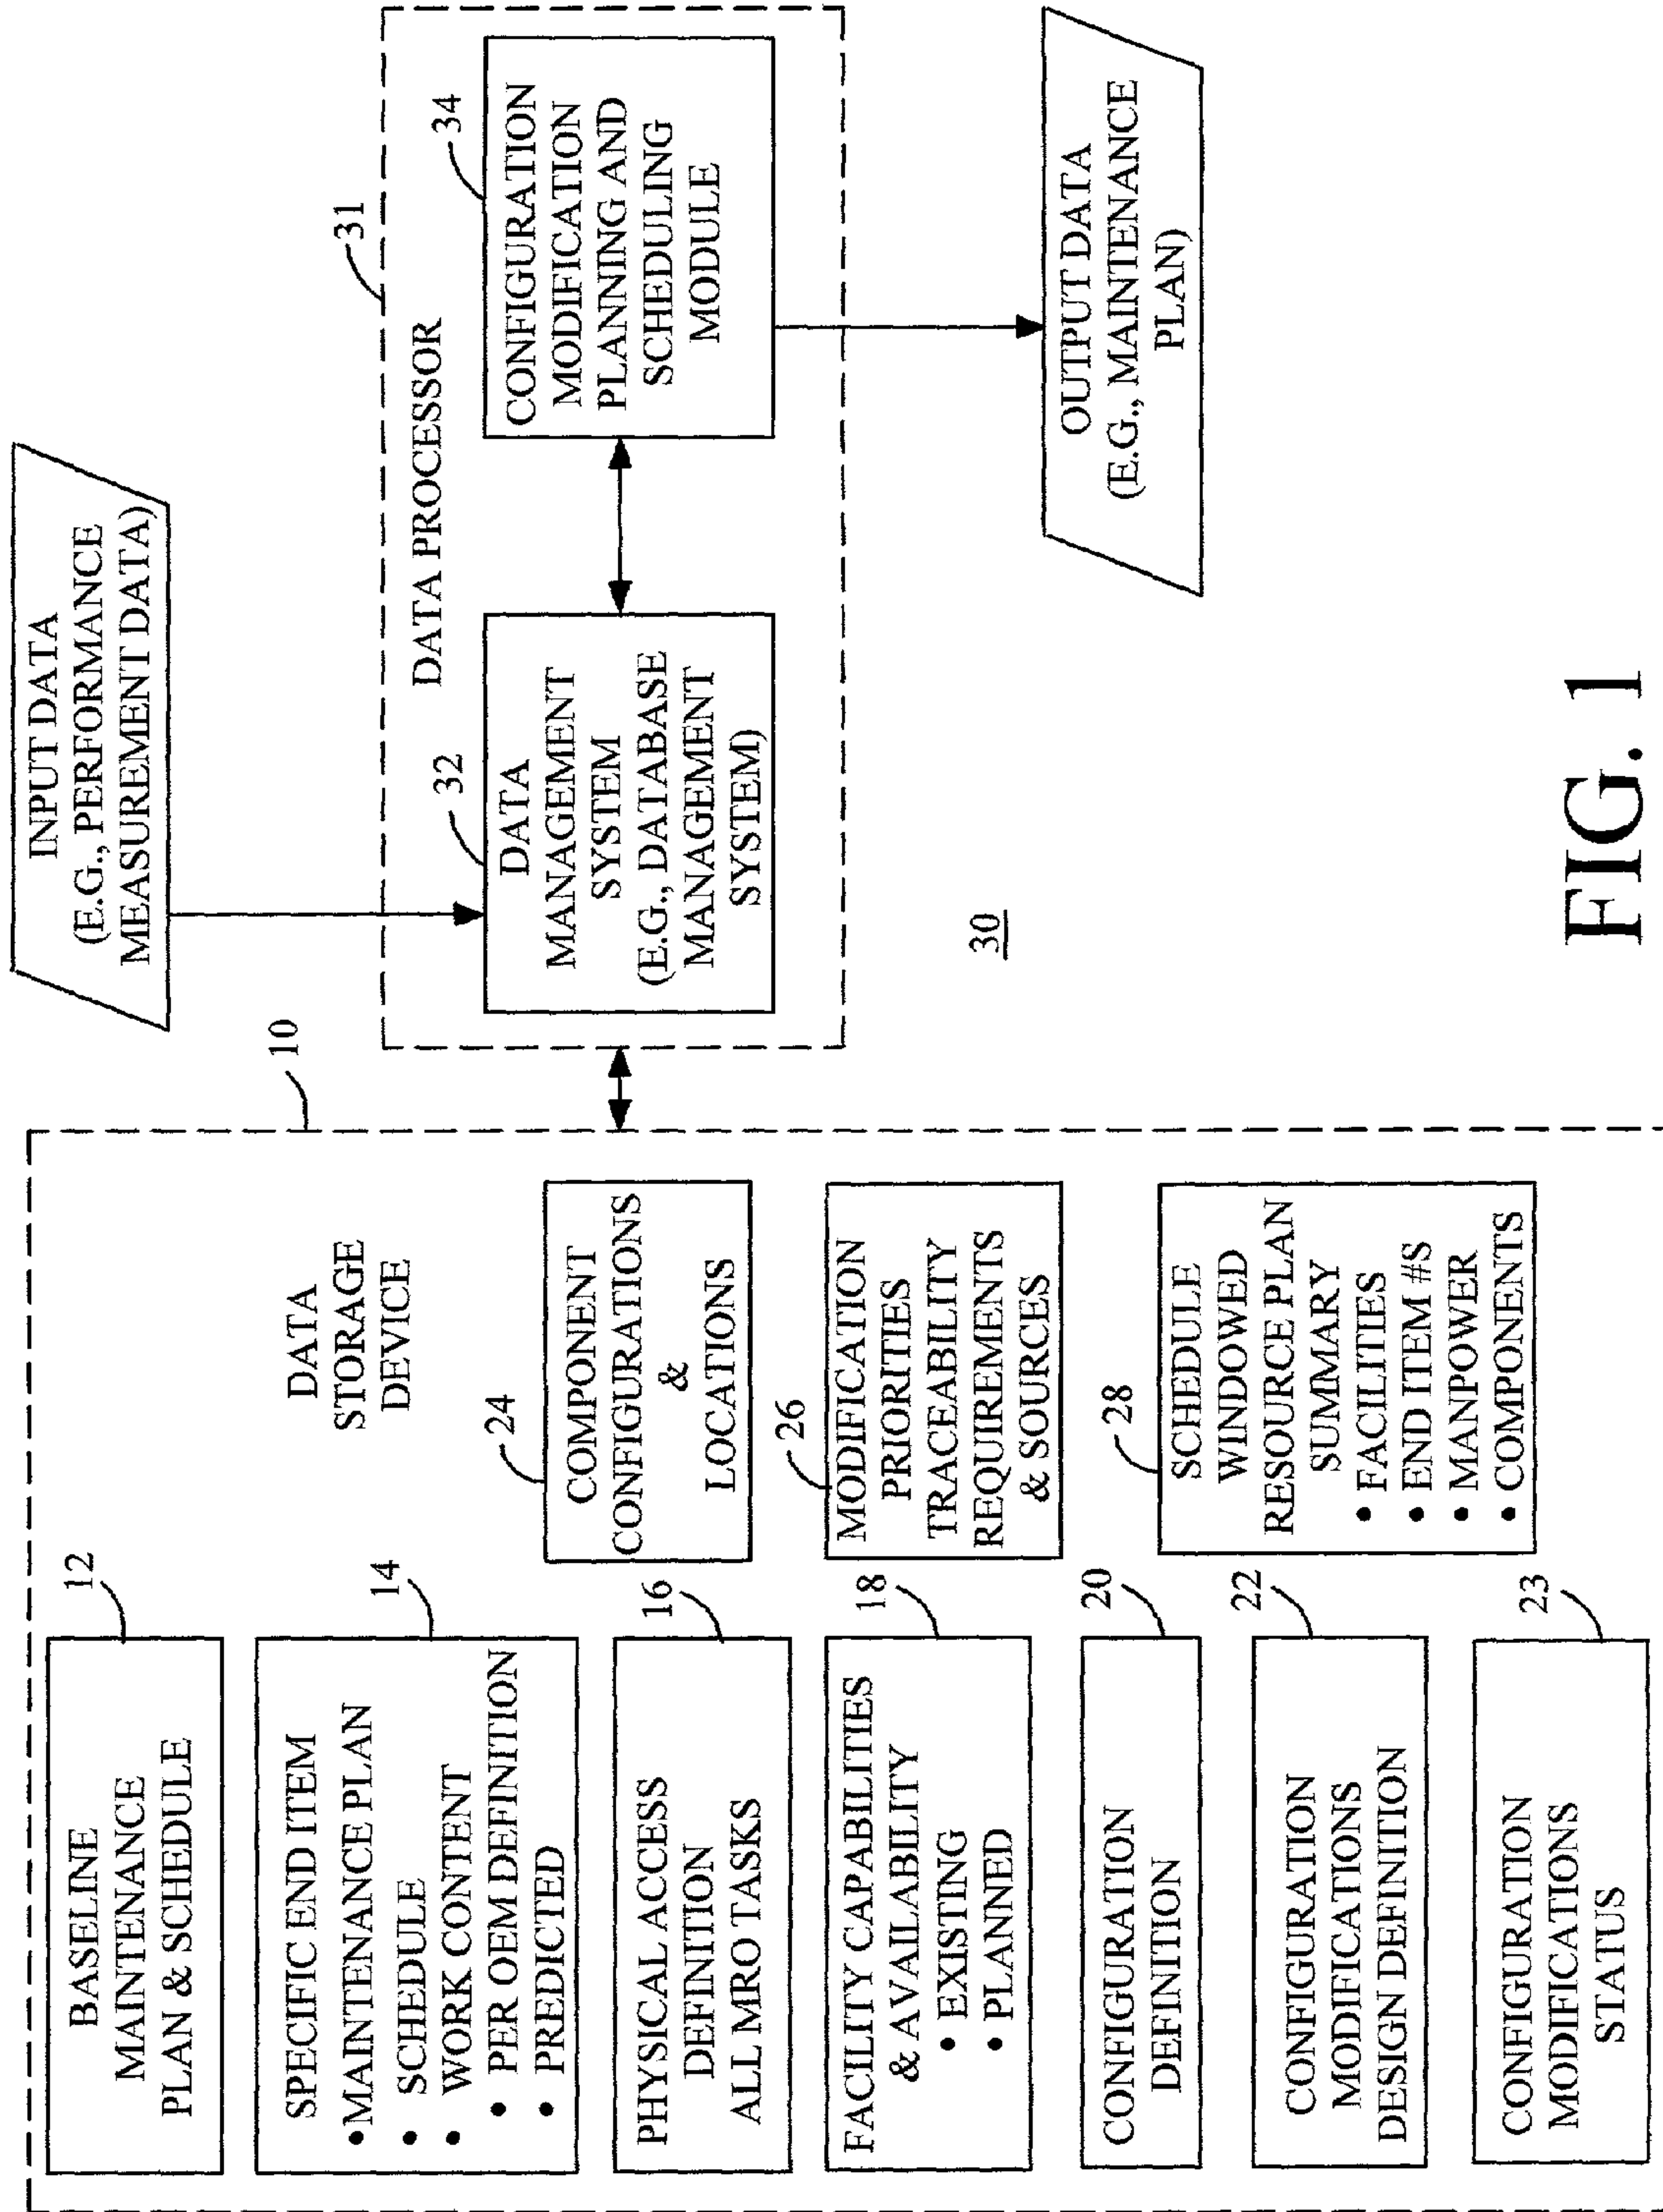 10
DATA
STORAGE
DEVICE
12
BASELINE
MAINTENANCE
PLAN & SCHEDULE
14
SPECIFIC END ITEM
• MAINTENANCE PLAN
• SCHEDULE
• WORK CONTENT
• PER OEM DEFINITION
• PREDICTED
16
PHYSICAL ACCESS
DEFINITION
ALL MRO TASKS
18
FACILITY CAPABILITIES
& AVAILABILITY
• EXISTING
• PLANNED
20
CONFIGURATION
DEFINITION
22
CONFIGURATION
MODIFICATIONS
DESIGN DEFINITION
23
CONFIGURATION
MODIFICATIONS
STATUS
24
COMPONENT
CONFIGURATIONS
&
LOCATIONS
26
MODIFICATION
PRIORITIES
TRACEABILITY
REQUIREMENTS
& SOURCES
28
SCHEDULE
WINDOWED
RESOURCE PLAN
SUMMARY
• FACILITIES
• END ITEM #S
• MANPOWER
• COMPONENTS
INPUT DATA
(E.G., PERFORMANCE
MEASUREMENT DATA)
31
DATA PROCESSOR
32
DATA
MANAGEMENT
SYSTEM
(E.G., DATABASE
MANAGEMENT
SYSTEM)
34
CONFIGURATION
MODIFICATION
PLANNING AND
SCHEDULING
MODULE
OUTPUT DATA
(E.G., MAINTENANCE
PLAN)
30
FIG. 1